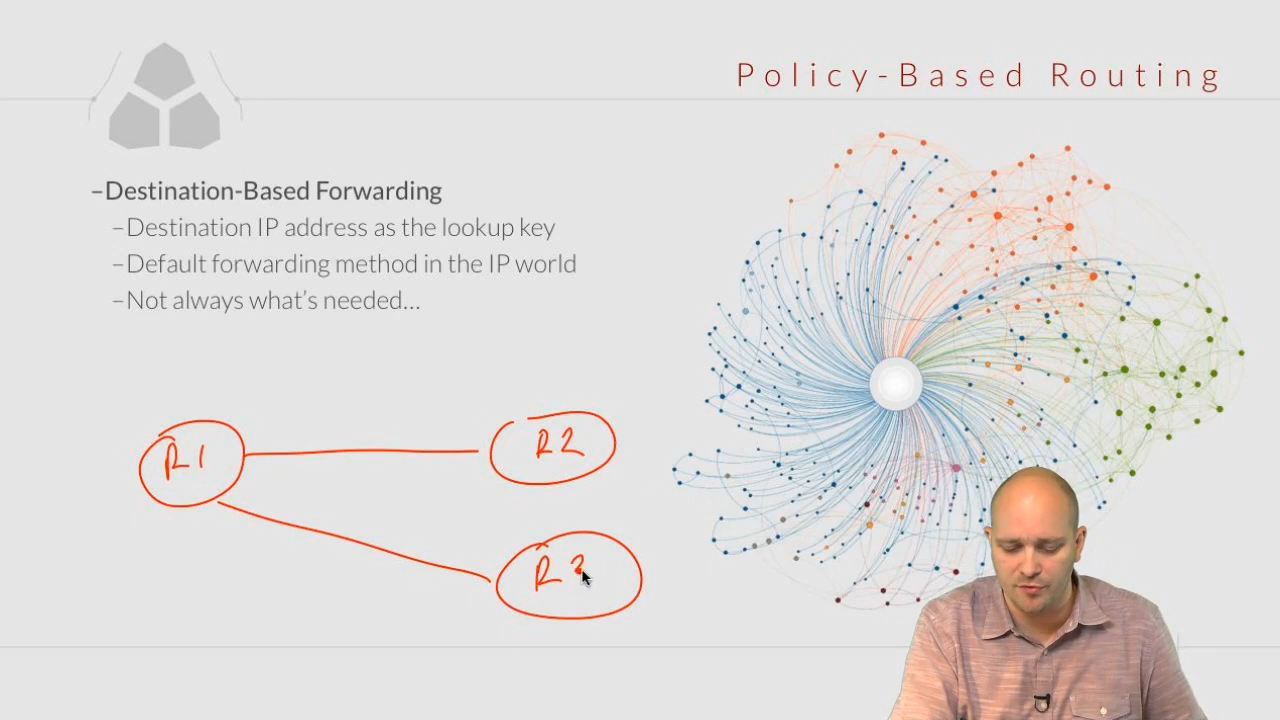 Policy-Based Routing
–Destination-Based Forwarding
–Destination IP address as the lookup key
–Default forwarding method in the IP world
–Not always what's needed...
R1
R2
R3